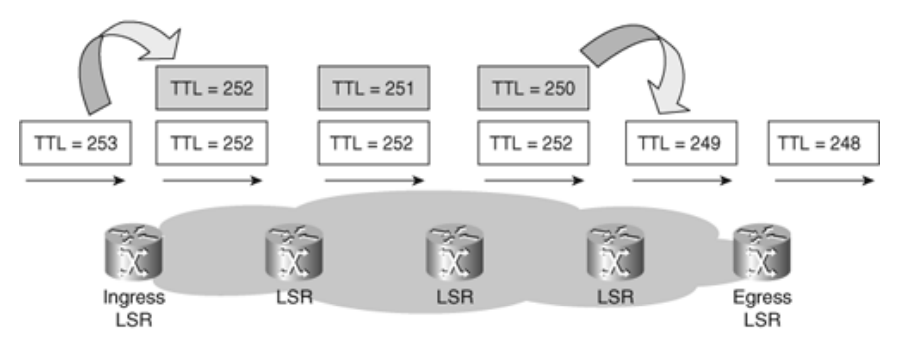 TTL = 252
TTL = 251
TTL = 250
TTL = 253
TTL = 252
TTL = 252
TTL = 252
TTL = 249
TTL = 248
Ingress
LSR
LSR
LSR
LSR
Egress
LSR